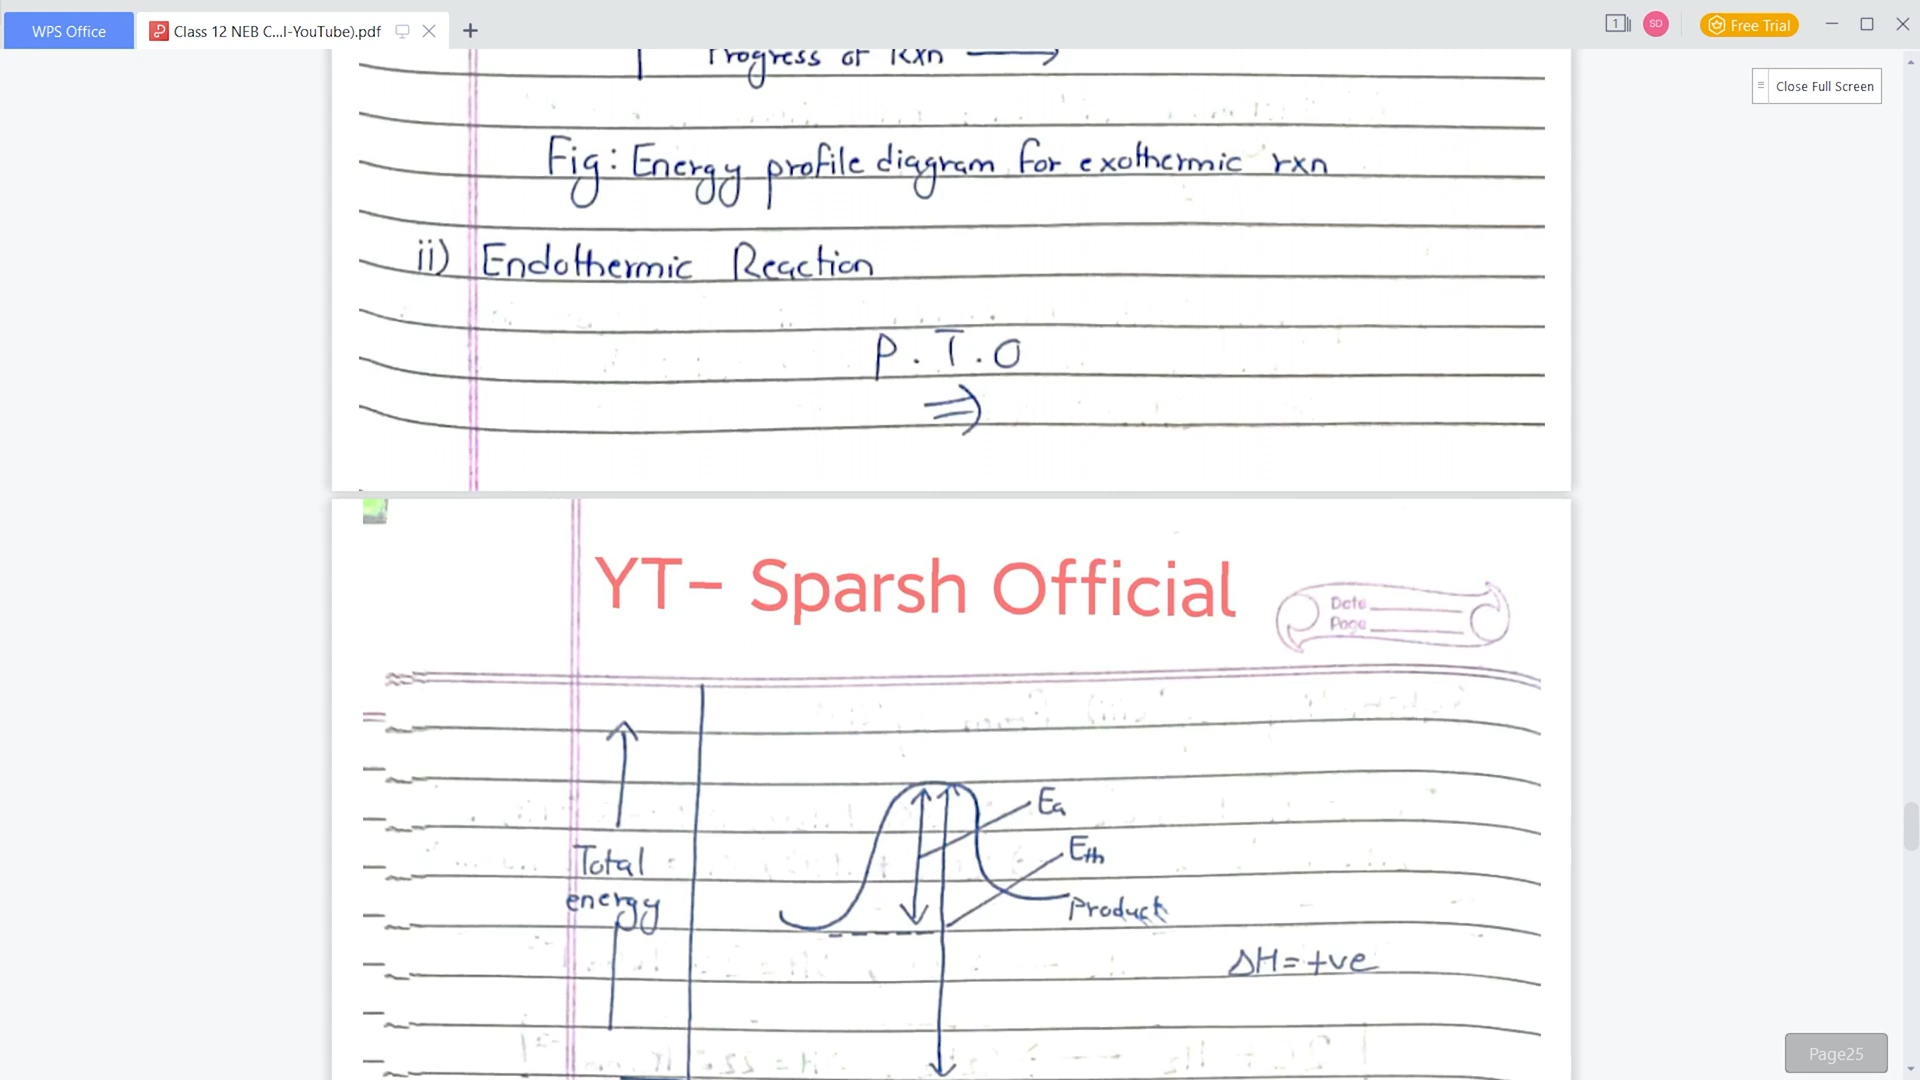 WPS Office
Class 12 NEB C...l-YouTube).pdf
1
SD
Free Trial
Close Full Screen
Progress of Rxn
Fig: Energy profile diagram for exothermic rxn
ii) Endothermic Reaction
P.T.O
⇒
YT- Sparsh Official
Date
Page
Ea
Eth
Total
energy
Product
ΔH = +ve
Page25